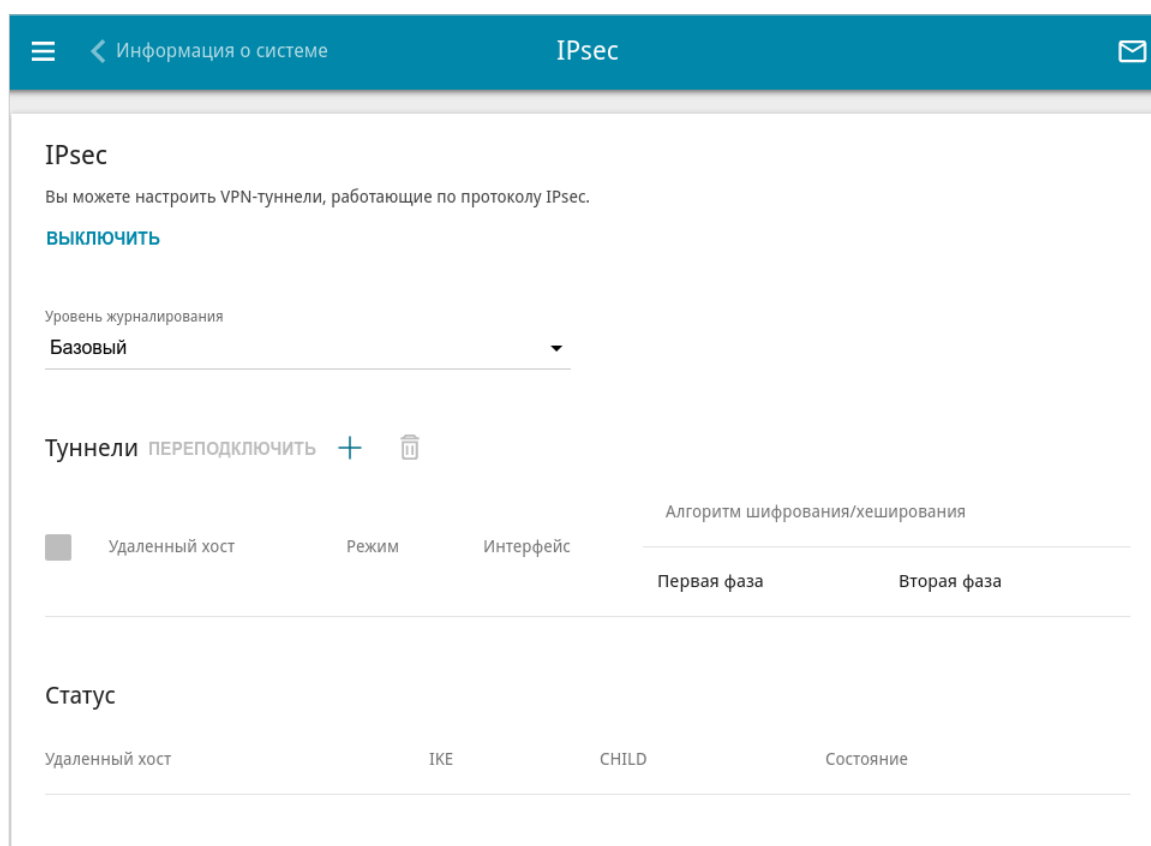 Информация о системе
IPsec
IPsec
Вы можете настроить VPN-туннели, работающие по протоколу IPsec.
ВЫКЛЮЧИТЬ
Уровень журналирования
Базовый
Туннели ПЕРЕПОДКЛЮЧИТЬ
Алгоритм шифрования/хеширования
Удаленный хост Режим Интерфейс
Первая фаза Вторая фаза
Статус
Удаленный хост IKE CHILD Состояние